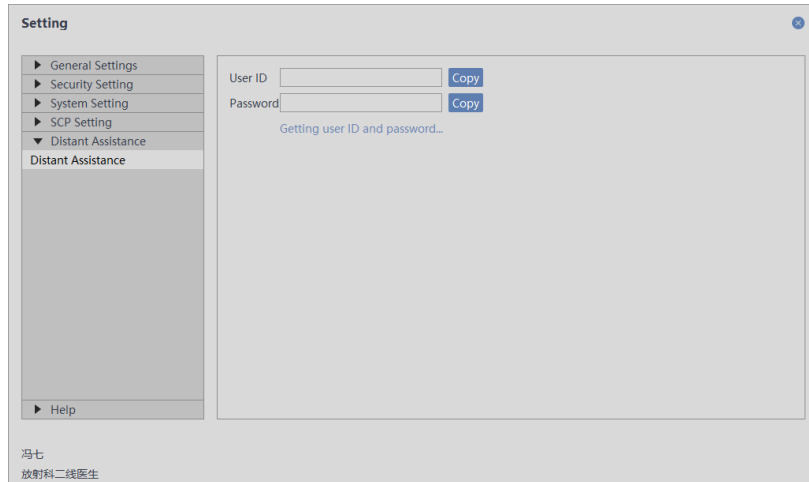 Setting
General Settings
Security Setting
System Setting
SCP Setting
Distant Assistance
Distant Assistance
Help
User ID
Copy
Password
Copy
Getting user ID and password...
冯七
放射科二线医生